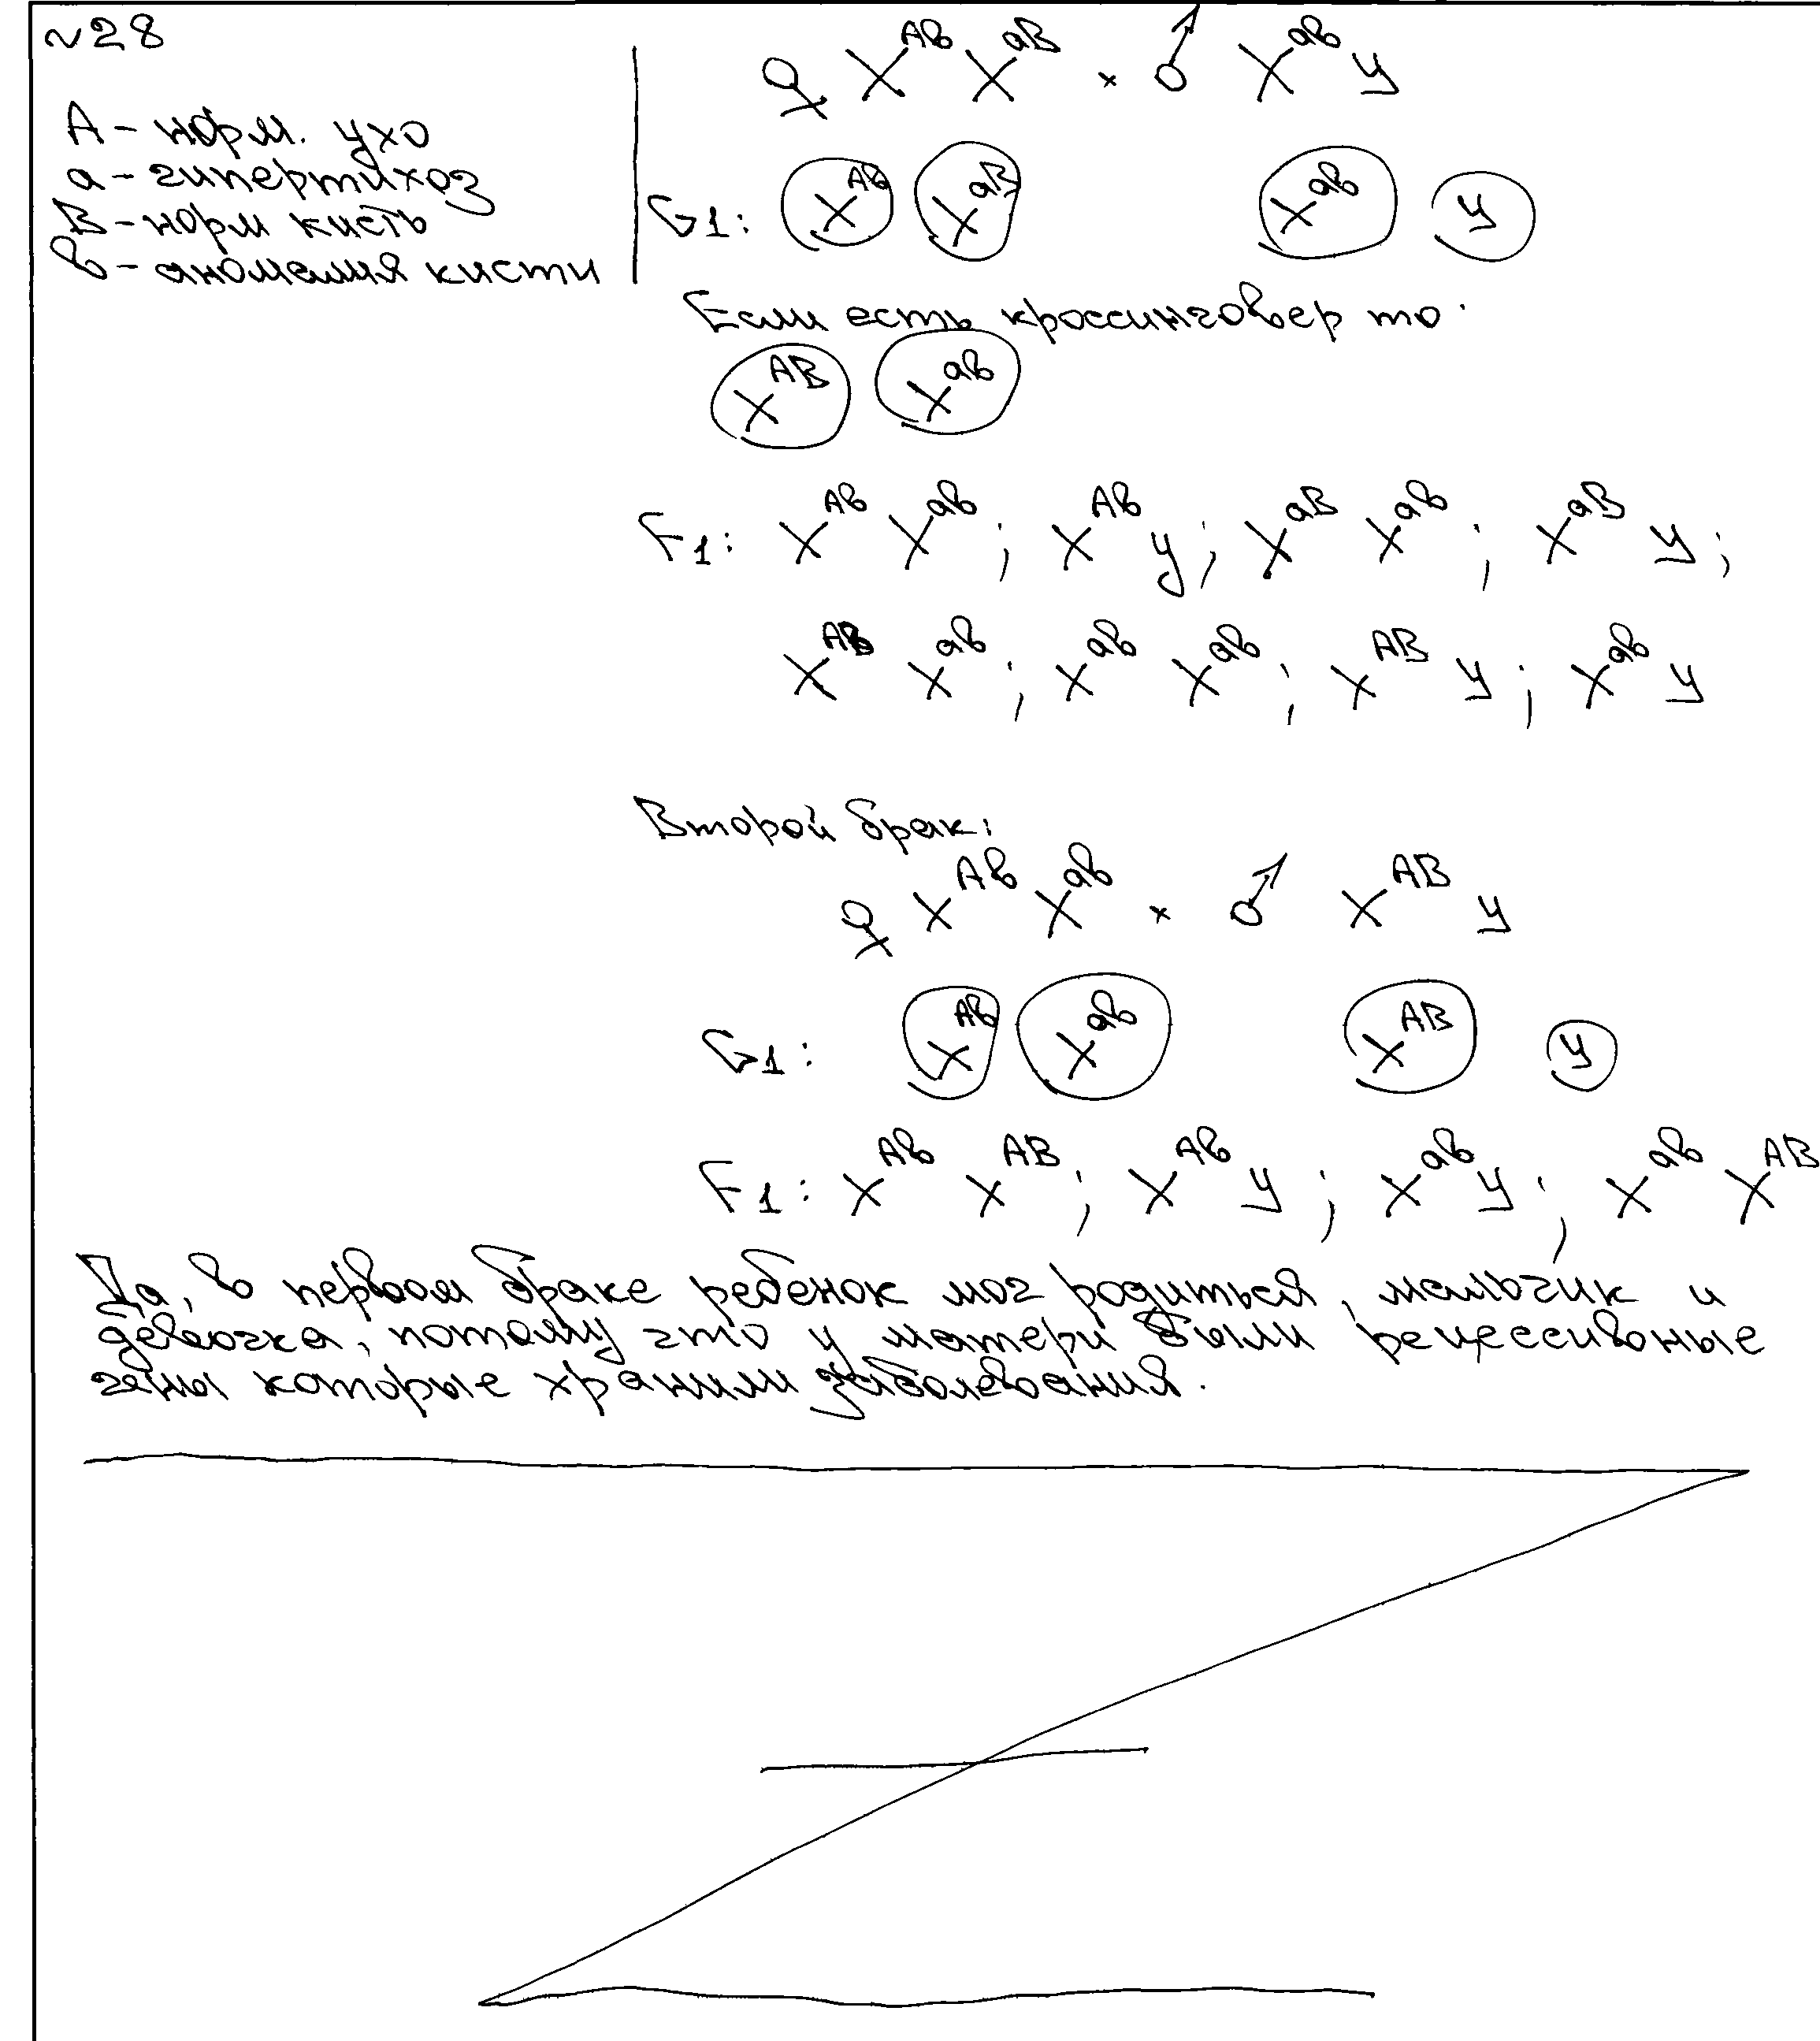 ~28
♀ X^Ab X^aB × ♂ X^ab y
A – норм. ухо
a – гипертихоз
B – норм кисть
b – аномалия кисти
G1: X^Ab X^aB X^ab y
Если есть кроссинговер то.
X^AB X^ab
F1: X^Ab X^ab ; X^Ab y ; X^aB X^ab ; X^aB y ;
X^AB X^ab ; X^ab X^ab ; X^AB y ; X^ab y
Второй брак:
♀ X^Ab X^ab × ♂ X^AB y
G1: X^Ab X^ab X^AB y
F1: X^Ab X^AB ; X^Ab y ; X^ab y ; X^ab X^AB
Да, в первом браке ребенок мог родиться, мальчик и
девочка, потому что у матери были рецессивные
гены которые хранили заболевания.